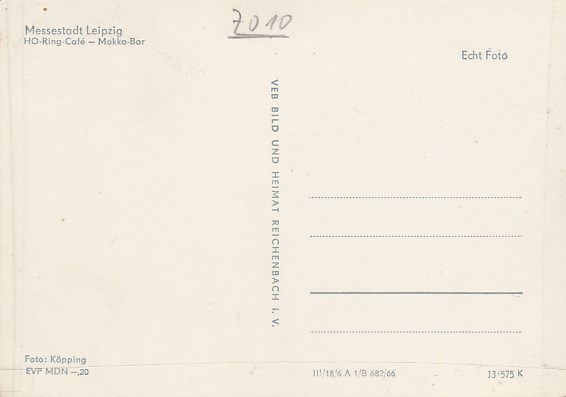 7010
Messestadt Leipzig
HO-Ring-Café – Mokka-Bar
Echt Foto
VEB BILD UND HEIMAT REICHENBACH i. V.
Foto: Köpping
EVP MDN –,20
III/18/6 A 1/B 682/66
13/575 K